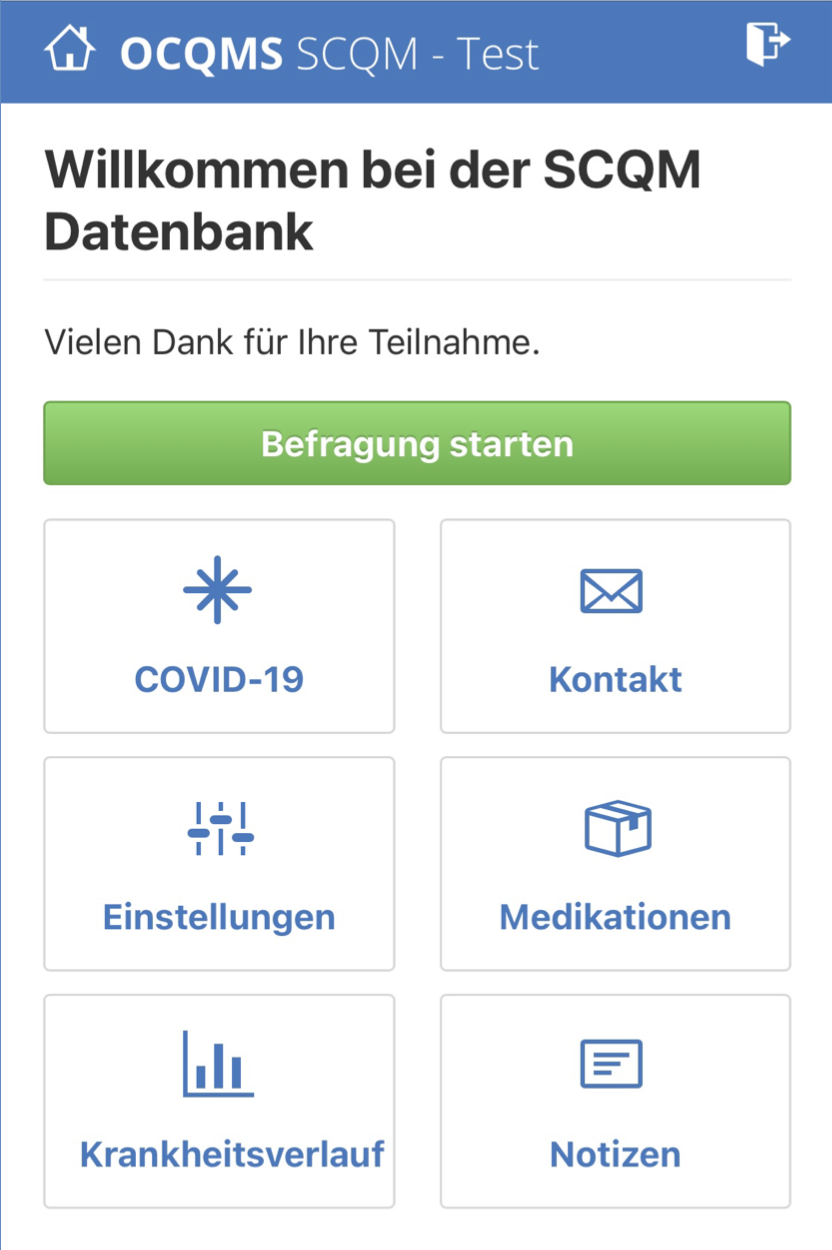 OCQMS SCQM - Test
Willkommen bei der SCQM
Datenbank
Vielen Dank für Ihre Teilnahme.
Befragung starten
COVID-19
Kontakt
Einstellungen
Medikationen
Krankheitsverlauf
Notizen